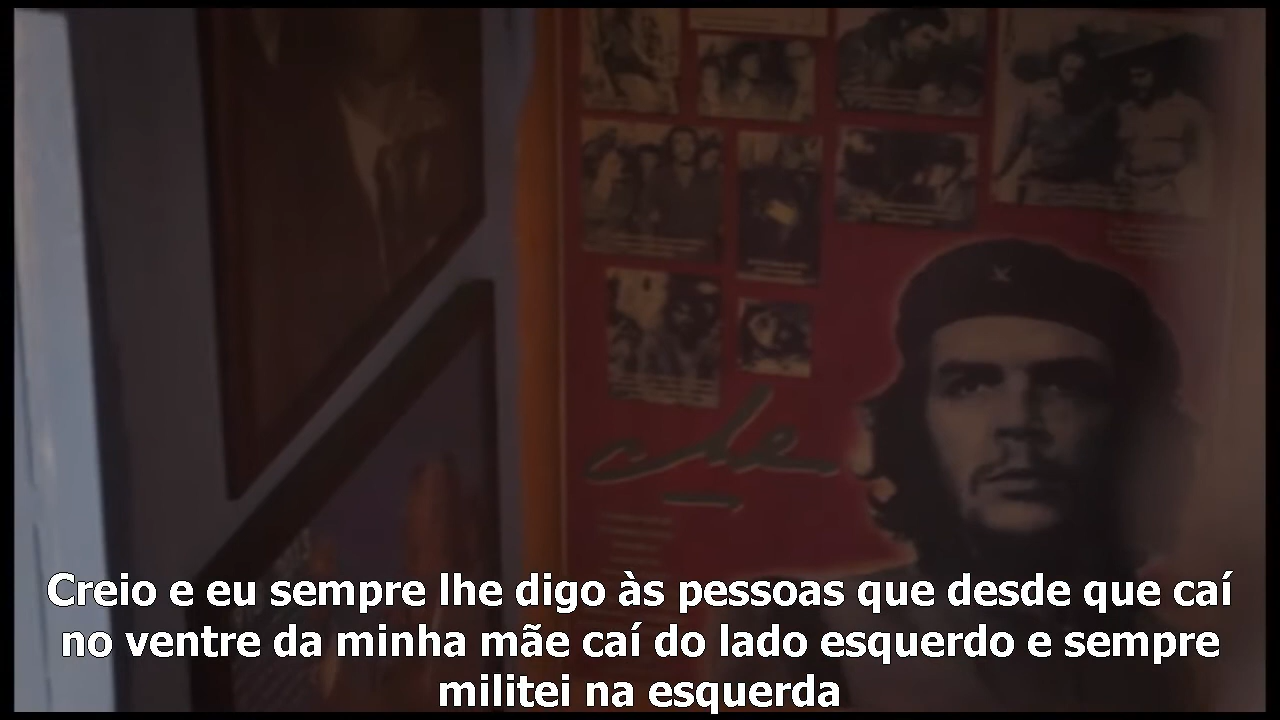 che
Creio e eu sempre lhe digo às pessoas que desde que caí
no ventre da minha mãe caí do lado esquerdo e sempre
militei na esquerda